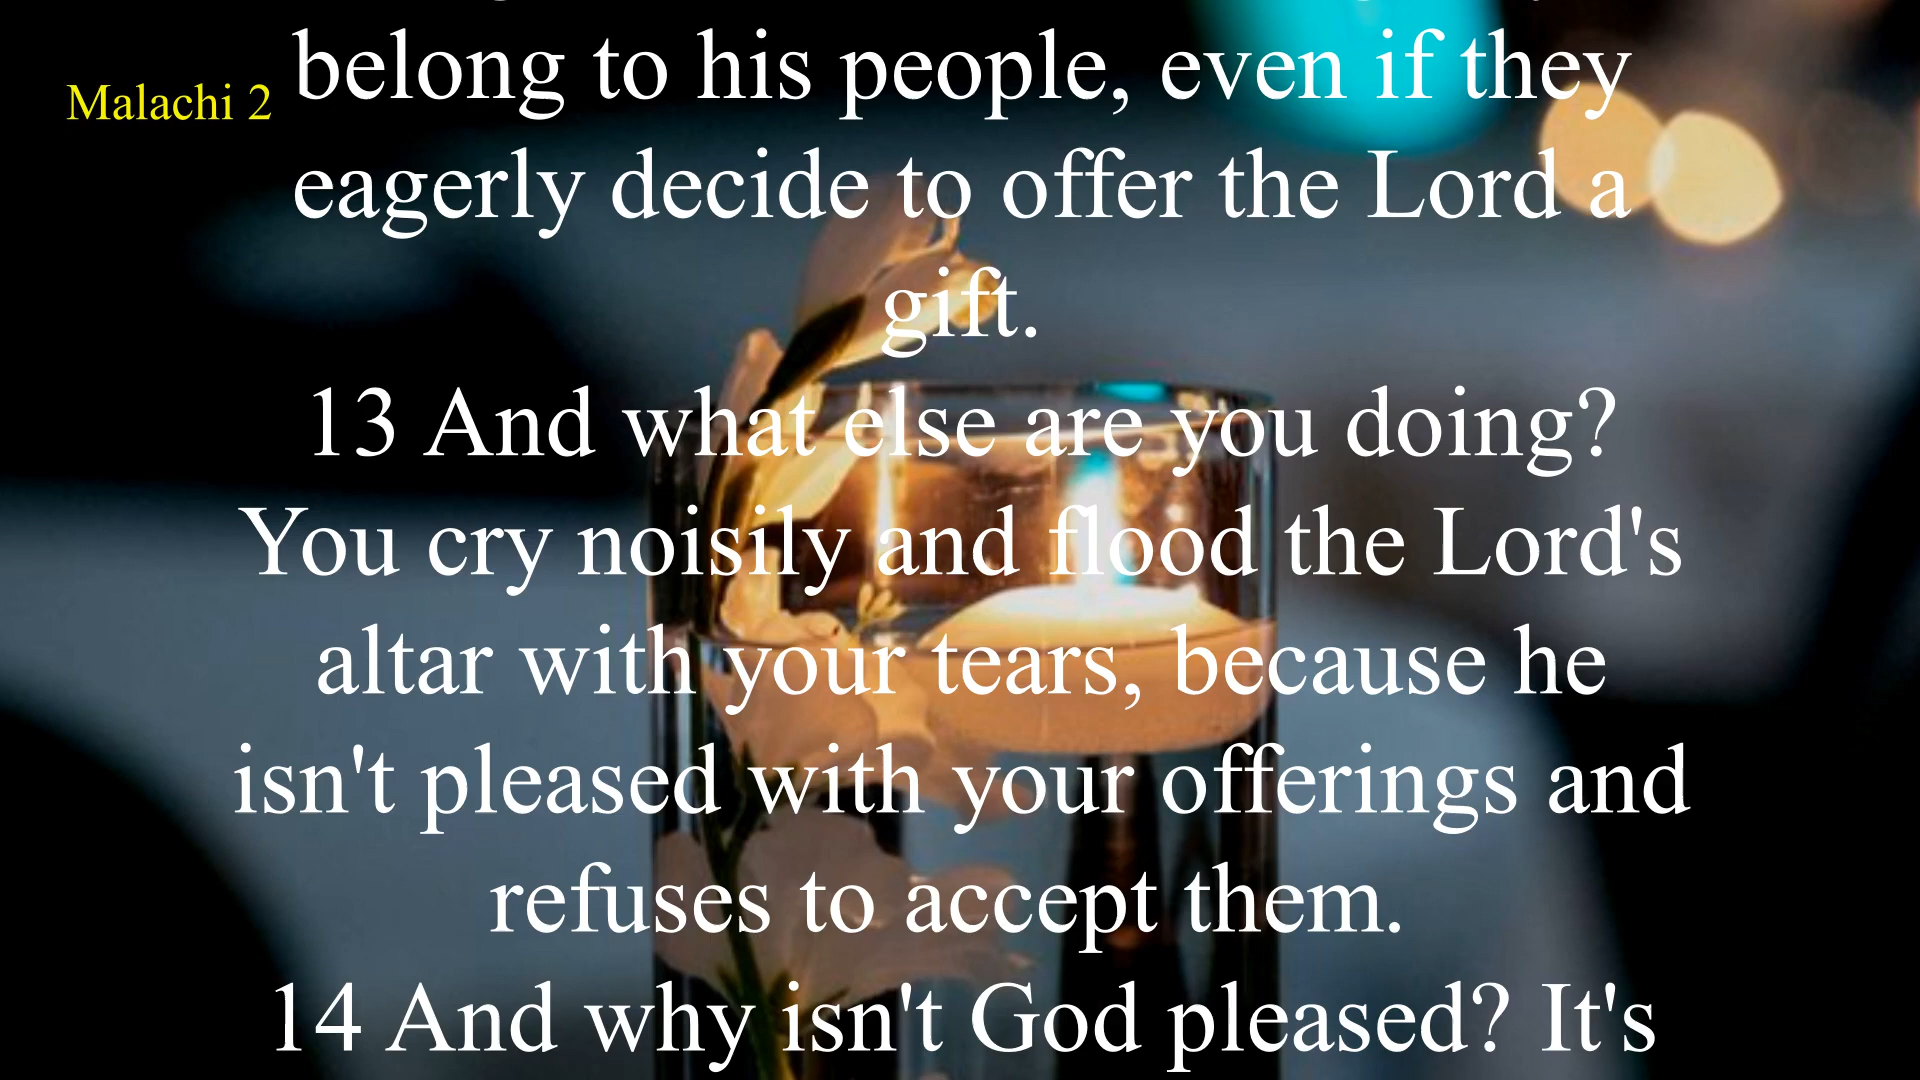 Malachi 2
belong to his people, even if they
eagerly decide to offer the Lord a
gift.
13 And what else are you doing?
You cry noisily and flood the Lord's
altar with your tears, because he
isn't pleased with your offerings and
refuses to accept them.
14 And why isn't God pleased? It's